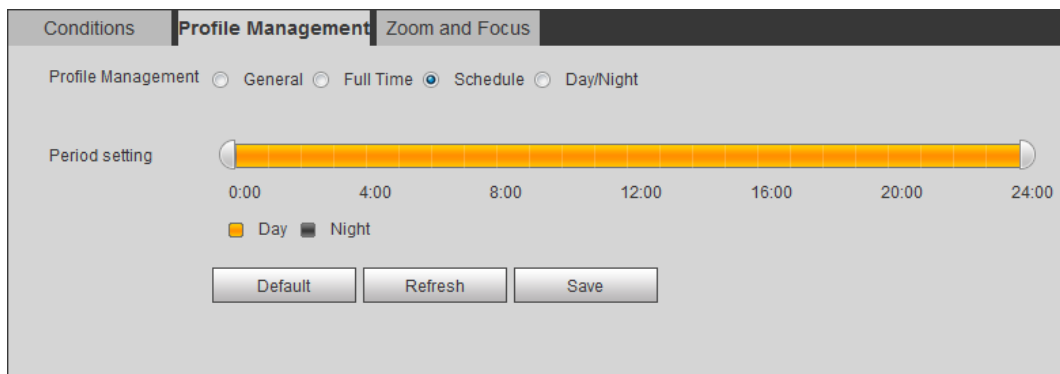 Conditions Profile Management Zoom and Focus
Profile Management General Full Time Schedule Day/Night
Period setting
0:00 4:00 8:00 12:00 16:00 20:00 24:00
Day Night
Default Refresh Save